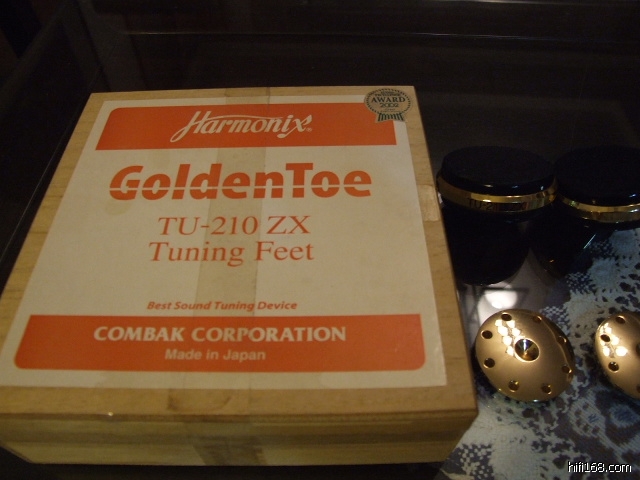 Harmonix®
AWARD
2002
GoldenToe
TU-210 ZX
Tuning Feet
Best Sound Tuning Device
COMBAK CORPORATION
Made in Japan
hifi168.com